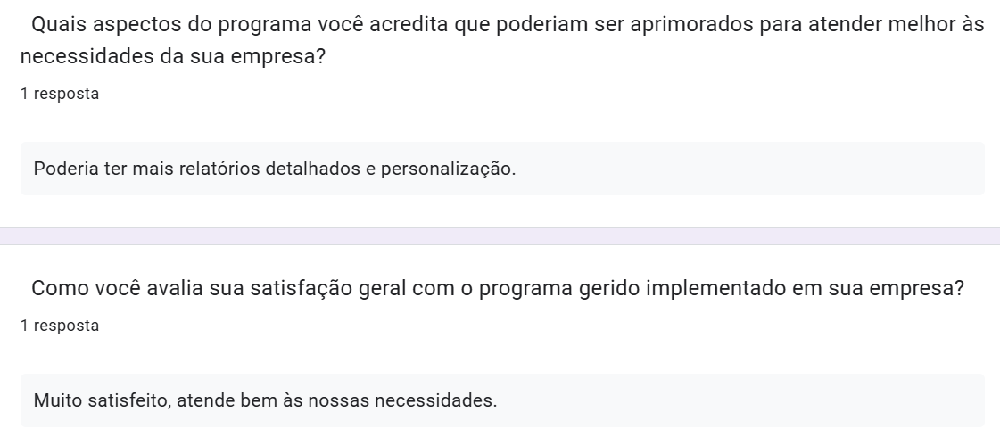 Quais aspectos do programa você acredita que poderiam ser aprimorados para atender melhor às
necessidades da sua empresa?
1 resposta
Poderia ter mais relatórios detalhados e personalização.
Como você avalia sua satisfação geral com o programa gerido implementado em sua empresa?
1 resposta
Muito satisfeito, atende bem às nossas necessidades.